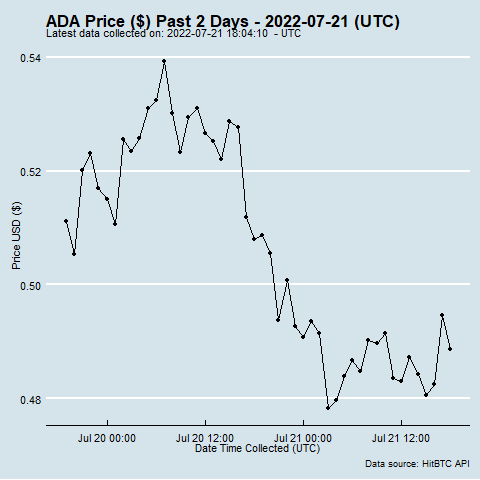 ADA Price ($) Past 2 Days - 2022-07-21 (UTC)
Latest data collected on: 2022-07-21 18:04:10 - UTC
0.54
0.52
0.50
0.48
Price USD ($)
Jul 20 00:00 Jul 20 12:00 Jul 21 00:00 Jul 21 12:00
Date Time Collected (UTC)
Data source: HitBTC API